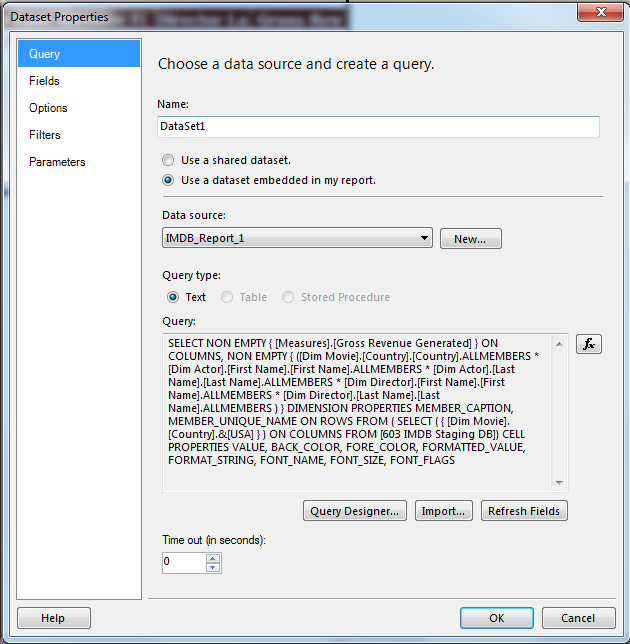 Dataset Properties
Query
Fields
Options
Filters
Parameters
Choose a data source and create a query.
Name:
DataSet1
Use a shared dataset.
Use a dataset embedded in my report.
Data source:
IMDB_Report_1
New...
Query type:
Text
Table
Stored Procedure
Query:
SELECT NON EMPTY { [Measures].[Gross Revenue Generated] } ON
COLUMNS, NON EMPTY { ([Dim Movie].[Country].[Country].ALLMEMBERS *
[Dim Actor].[First Name].[First Name].ALLMEMBERS * [Dim Actor].[Last
Name].[Last Name].ALLMEMBERS * [Dim Director].[First Name].[First
Name].ALLMEMBERS * [Dim Director].[Last Name].[Last
Name].ALLMEMBERS ) } DIMENSION PROPERTIES MEMBER_CAPTION,
MEMBER_UNIQUE_NAME ON ROWS FROM ( SELECT ( { [Dim Movie].
[Country].&[USA] } ) ON COLUMNS FROM [603 IMDB Staging DB]) CELL
PROPERTIES VALUE, BACK_COLOR, FORE_COLOR, FORMATTED_VALUE,
FORMAT_STRING, FONT_NAME, FONT_SIZE, FONT_FLAGS
fx
Query Designer...
Import...
Refresh Fields
Time out (in seconds):
0
Help
OK
Cancel